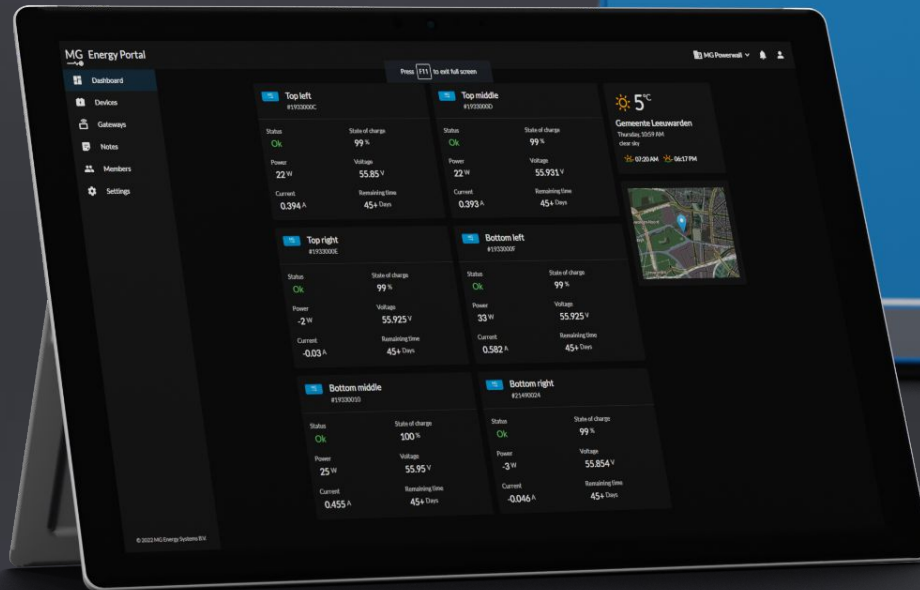 MG Energy Portal
MG Powerwall
Press F11 to exit full screen
Dashboard
Devices
Gateways
Notes
Members
Settings
© 2022 MG Energy Systems B.V.
Top left
#1933000C
Status
Ok
State of charge
99 %
Power
22 W
Voltage
55.85 V
Current
0.394 A
Remaining time
45+ Days
Top middle
#1933000D
Status
Ok
State of charge
99 %
Power
22 W
Voltage
55.931 V
Current
0.393 A
Remaining time
45+ Days
Top right
#1933000E
Status
Ok
State of charge
99 %
Power
-2 W
Voltage
55.925 V
Current
-0.03 A
Remaining time
45+ Days
Bottom left
#1933000F
Status
Ok
State of charge
99 %
Power
33 W
Voltage
55.925 V
Current
0.582 A
Remaining time
45+ Days
Bottom middle
#19330010
Status
Ok
State of charge
100 %
Power
25 W
Voltage
55.95 V
Current
0.455 A
Remaining time
45+ Days
Bottom right
#21490024
Status
Ok
State of charge
99 %
Power
-3 W
Voltage
55.854 V
Current
-0.046 A
Remaining time
45+ Days
5°C
Gemeente Leeuwarden
Thursday, 10:59 AM
clear sky
07:20 AM
06:17 PM